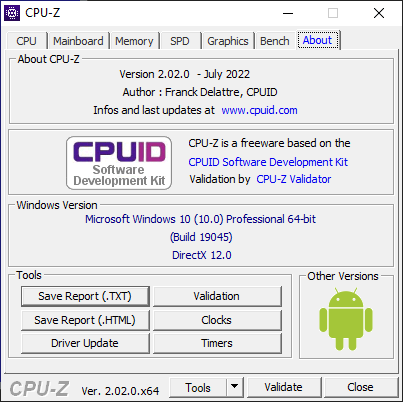 CPU-Z
CPU Mainboard Memory SPD Graphics Bench About
About CPU-Z
Version 2.02.0 - July 2022
Author : Franck Delattre, CPUID
Infos and last updates at www.cpuid.com
CPUID
Software
Development Kit
CPU-Z is a freeware based on the
CPUID Software Development Kit
Validation by CPU-Z Validator
Windows Version
Microsoft Windows 10 (10.0) Professional 64-bit
(Build 19045)
DirectX 12.0
Tools
Save Report (.TXT) Validation
Save Report (.HTML) Clocks
Driver Update Timers
Other Versions
CPU-Z Ver. 2.02.0.x64 Tools Validate Close